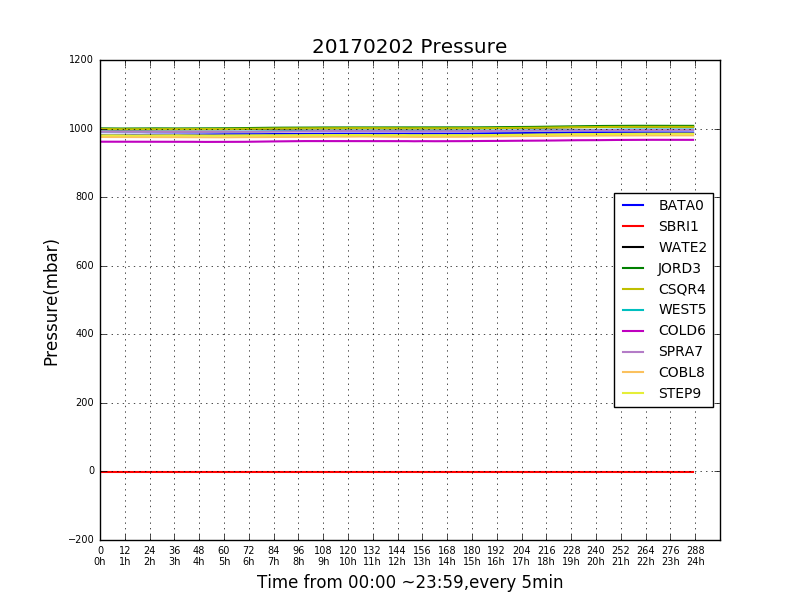 20170202 Pressure
1200
1000
800
600
400
200
0
−200
Pressure(mbar)
BATA0
SBRI1
WATE2
JORD3
CSQR4
WEST5
COLD6
SPRA7
COBL8
STEP9
0 12 24 36 48 60 72 84 96 108 120 132 144 156 168 180 192 204 216 228 240 252 264 276 288
0h 1h 2h 3h 4h 5h 6h 7h 8h 9h 10h 11h 12h 13h 14h 15h 16h 17h 18h 19h 20h 21h 22h 23h 24h
Time from 00:00 ~23:59,every 5min